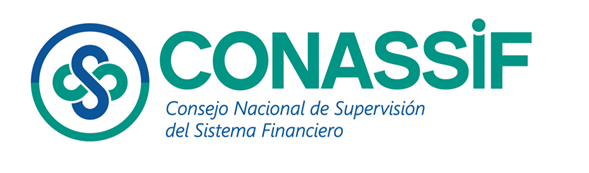 CONASSiF
Consejo Nacional de Supervisión
del Sistema Financiero